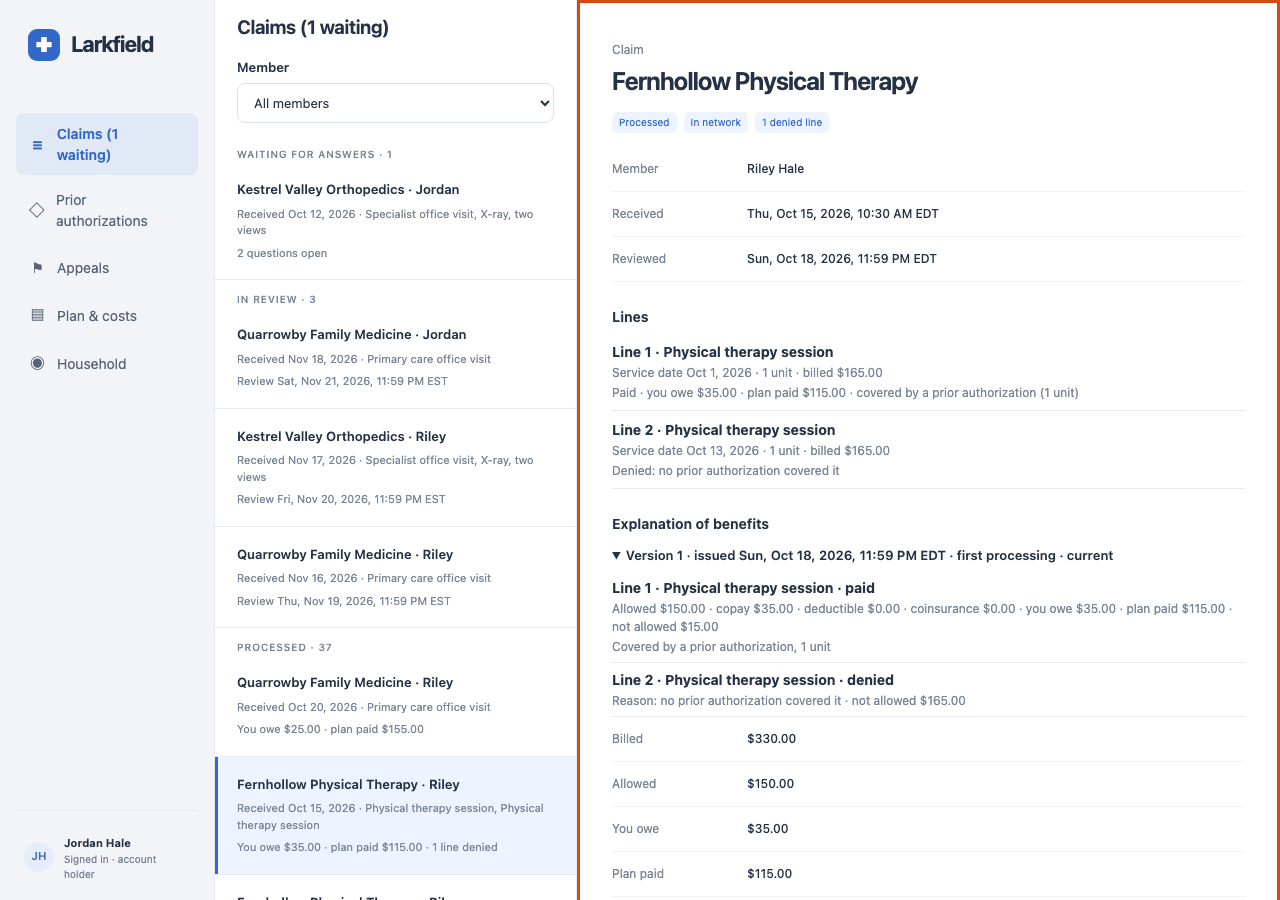 Larkfield
Claims (1
waiting)
Prior
authorizations
Appeals
Plan & costs
Household
JH
Jordan Hale
Signed in · account
holder
Claims (1 waiting)
Member
All members
WAITING FOR ANSWERS · 1
Kestrel Valley Orthopedics · Jordan
Received Oct 12, 2026 · Specialist office visit, X-ray, two
views
2 questions open
IN REVIEW · 3
Quarrowby Family Medicine · Jordan
Received Nov 18, 2026 · Primary care office visit
Review Sat, Nov 21, 2026, 11:59 PM EST
Kestrel Valley Orthopedics · Riley
Received Nov 17, 2026 · Specialist office visit, X-ray, two
views
Review Fri, Nov 20, 2026, 11:59 PM EST
Quarrowby Family Medicine · Riley
Received Nov 16, 2026 · Primary care office visit
Review Thu, Nov 19, 2026, 11:59 PM EST
PROCESSED · 37
Quarrowby Family Medicine · Riley
Received Oct 20, 2026 · Primary care office visit
You owe $25.00 · plan paid $155.00
Fernhollow Physical Therapy · Riley
Received Oct 15, 2026 · Physical therapy session, Physical
therapy session
You owe $35.00 · plan paid $115.00 · 1 line denied
Claim
Fernhollow Physical Therapy
Processed
In network
1 denied line
Member Riley Hale
Received Thu, Oct 15, 2026, 10:30 AM EDT
Reviewed Sun, Oct 18, 2026, 11:59 PM EDT
Lines
Line 1 · Physical therapy session
Service date Oct 1, 2026 · 1 unit · billed $165.00
Paid · you owe $35.00 · plan paid $115.00 · covered by a prior authorization (1 unit)
Line 2 · Physical therapy session
Service date Oct 13, 2026 · 1 unit · billed $165.00
Denied: no prior authorization covered it
Explanation of benefits
▼ Version 1 · issued Sun, Oct 18, 2026, 11:59 PM EDT · first processing · current
Line 1 · Physical therapy session · paid
Allowed $150.00 · copay $35.00 · deductible $0.00 · coinsurance $0.00 · you owe $35.00 · plan paid $115.00 ·
not allowed $15.00
Covered by a prior authorization, 1 unit
Line 2 · Physical therapy session · denied
Reason: no prior authorization covered it · not allowed $165.00
Billed $330.00
Allowed $150.00
You owe $35.00
Plan paid $115.00